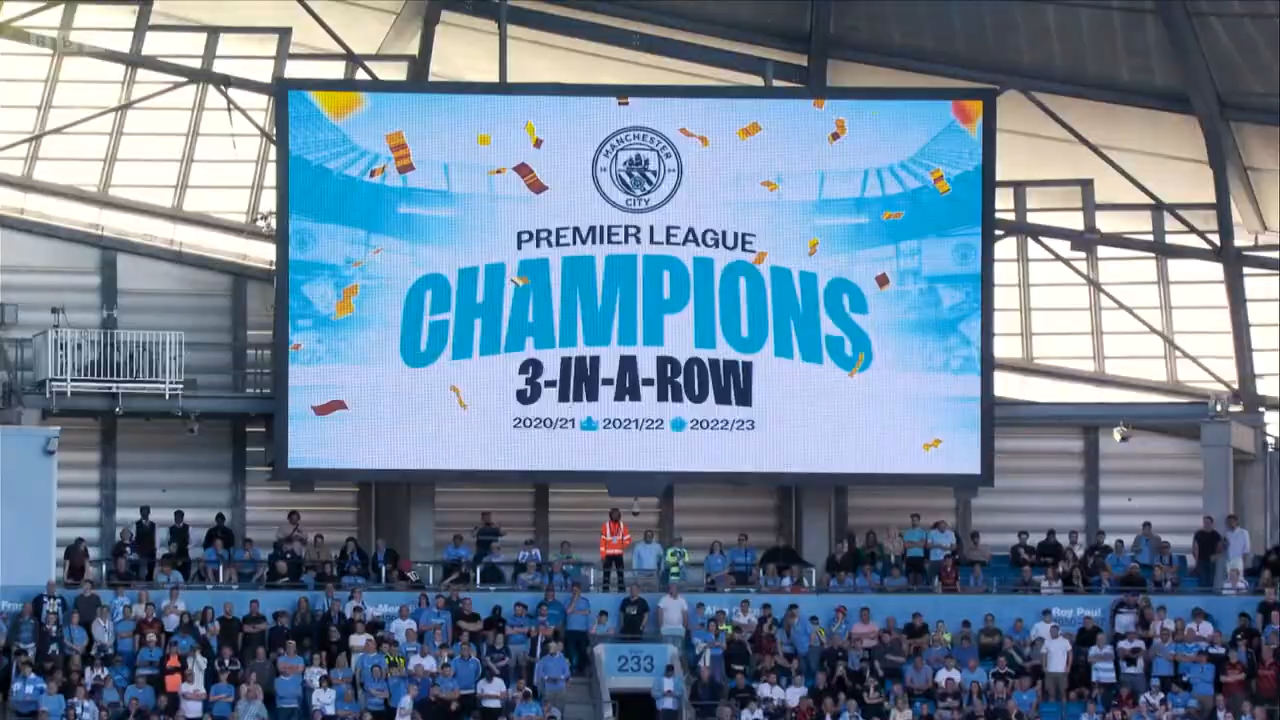 MANCHESTER
CITY
PREMIER LEAGUE
CHAMPIONS
3-IN-A-ROW
2020/21 2021/22 2022/23
Roy Paul
233